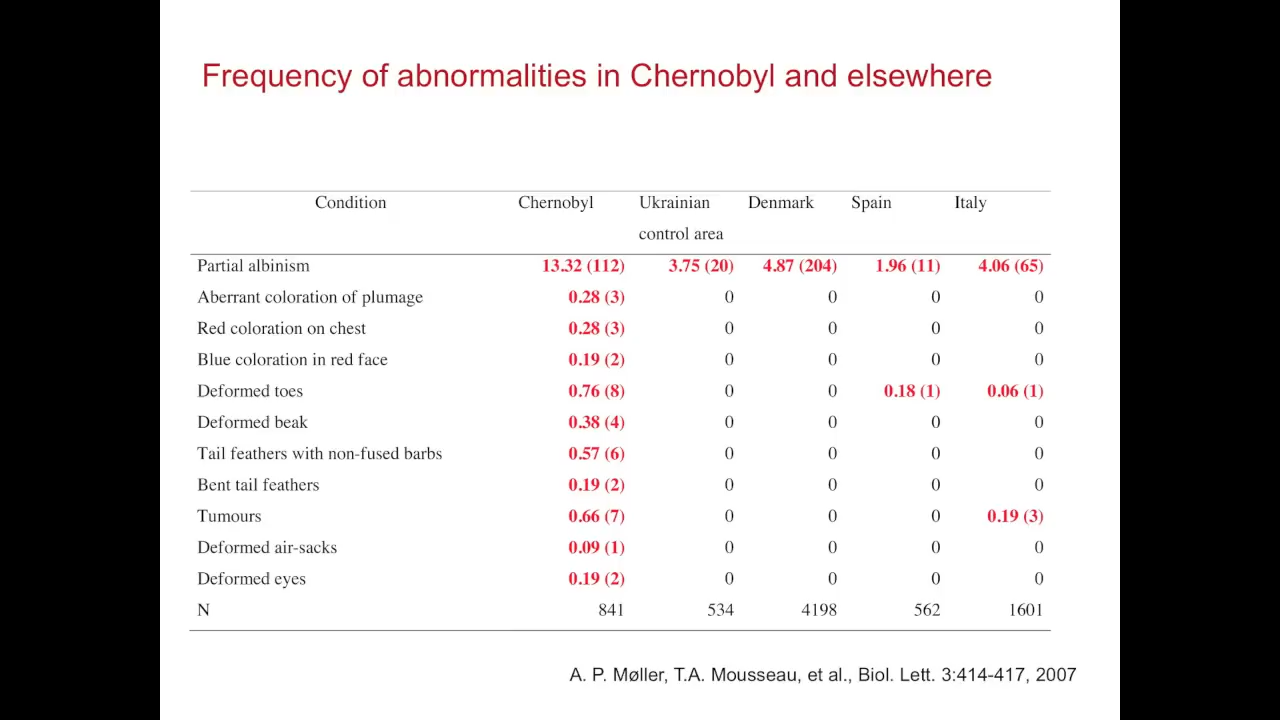 Frequency of abnormalities in Chernobyl and elsewhere
Condition Chernobyl Ukrainian Denmark Spain Italy
control area
Partial albinism 13.32 (112) 3.75 (20) 4.87 (204) 1.96 (11) 4.06 (65)
Aberrant coloration of plumage 0.28 (3) 0 0 0 0
Red coloration on chest 0.28 (3) 0 0 0 0
Blue coloration in red face 0.19 (2) 0 0 0 0
Deformed toes 0.76 (8) 0 0 0.18 (1) 0.06 (1)
Deformed beak 0.38 (4) 0 0 0 0
Tail feathers with non-fused barbs 0.57 (6) 0 0 0 0
Bent tail feathers 0.19 (2) 0 0 0 0
Tumours 0.66 (7) 0 0 0 0.19 (3)
Deformed air-sacks 0.09 (1) 0 0 0 0
Deformed eyes 0.19 (2) 0 0 0 0
N 841 534 4198 562 1601
A. P. Møller, T.A. Mousseau, et al., Biol. Lett. 3:414-417, 2007